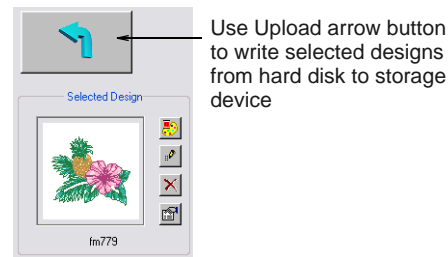 Use Upload arrow button
to write selected designs
from hard disk to storage
device
Selected Design
fm779